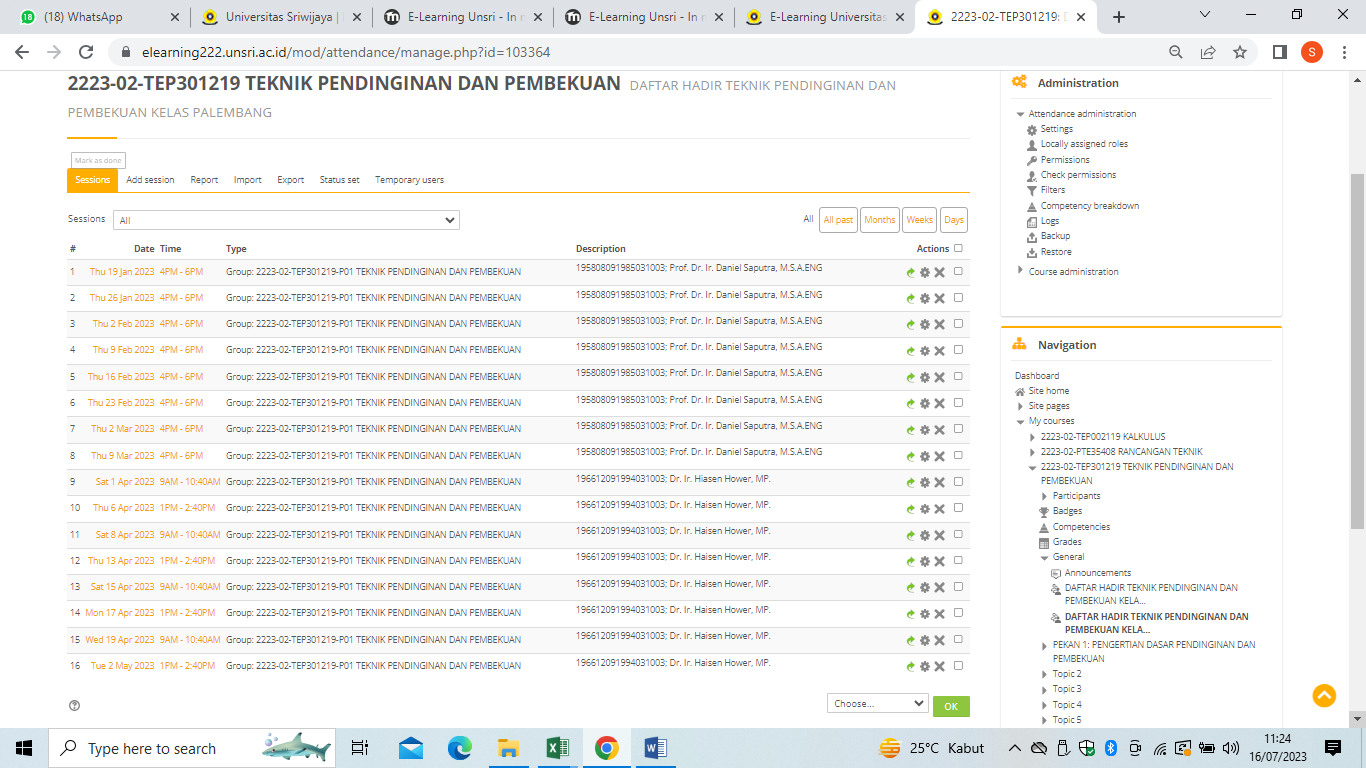 (18) WhatsApp
Universitas Sriwijaya |
E-Learning Unsri - In n
E-Learning Unsri - In n
E-Learning Universitas
2223-02-TEP301219: D
elearning222.unsri.ac.id/mod/attendance/manage.php?id=103364
S
2223-02-TEP301219 TEKNIK PENDINGINAN DAN PEMBEKUAN DAFTAR HADIR TEKNIK PENDINGINAN DAN
PEMBEKUAN KELAS PALEMBANG
Mark as done
Sessions Add session Report Import Export Status set Temporary users
Sessions All All All past Months Weeks Days
# Date Time Type Description Actions
1 Thu 19 Jan 2023 4PM - 6PM Group: 2223-02-TEP301219-P01 TEKNIK PENDINGINAN DAN PEMBEKUAN 195808091985031003; Prof. Dr. Ir. Daniel Saputra, M.S.A.ENG
2 Thu 26 Jan 2023 4PM - 6PM Group: 2223-02-TEP301219-P01 TEKNIK PENDINGINAN DAN PEMBEKUAN 195808091985031003; Prof. Dr. Ir. Daniel Saputra, M.S.A.ENG
3 Thu 2 Feb 2023 4PM - 6PM Group: 2223-02-TEP301219-P01 TEKNIK PENDINGINAN DAN PEMBEKUAN 195808091985031003; Prof. Dr. Ir. Daniel Saputra, M.S.A.ENG
4 Thu 9 Feb 2023 4PM - 6PM Group: 2223-02-TEP301219-P01 TEKNIK PENDINGINAN DAN PEMBEKUAN 195808091985031003; Prof. Dr. Ir. Daniel Saputra, M.S.A.ENG
5 Thu 16 Feb 2023 4PM - 6PM Group: 2223-02-TEP301219-P01 TEKNIK PENDINGINAN DAN PEMBEKUAN 195808091985031003; Prof. Dr. Ir. Daniel Saputra, M.S.A.ENG
6 Thu 23 Feb 2023 4PM - 6PM Group: 2223-02-TEP301219-P01 TEKNIK PENDINGINAN DAN PEMBEKUAN 195808091985031003; Prof. Dr. Ir. Daniel Saputra, M.S.A.ENG
7 Thu 2 Mar 2023 4PM - 6PM Group: 2223-02-TEP301219-P01 TEKNIK PENDINGINAN DAN PEMBEKUAN 195808091985031003; Prof. Dr. Ir. Daniel Saputra, M.S.A.ENG
8 Thu 9 Mar 2023 4PM - 6PM Group: 2223-02-TEP301219-P01 TEKNIK PENDINGINAN DAN PEMBEKUAN 195808091985031003; Prof. Dr. Ir. Daniel Saputra, M.S.A.ENG
9 Sat 1 Apr 2023 9AM - 10:40AM Group: 2223-02-TEP301219-P01 TEKNIK PENDINGINAN DAN PEMBEKUAN 196612091994031003; Dr. Ir. Hiasen Hower, MP.
10 Thu 6 Apr 2023 1PM - 2:40PM Group: 2223-02-TEP301219-P01 TEKNIK PENDINGINAN DAN PEMBEKUAN 196612091994031003; Dr. Ir. Haisen Hower, MP.
11 Sat 8 Apr 2023 9AM - 10:40AM Group: 2223-02-TEP301219-P01 TEKNIK PENDINGINAN DAN PEMBEKUAN 196612091994031003; Dr. Ir. Haisen Hower, MP.
12 Thu 13 Apr 2023 1PM - 2:40PM Group: 2223-02-TEP301219-P01 TEKNIK PENDINGINAN DAN PEMBEKUAN 196612091994031003; Dr. Ir. Haisen Hower, MP.
13 Sat 15 Apr 2023 9AM - 10:40AM Group: 2223-02-TEP301219-P01 TEKNIK PENDINGINAN DAN PEMBEKUAN 196612091994031003; Dr. Ir. Haisen Hower, MP.
14 Mon 17 Apr 2023 1PM - 2:40PM Group: 2223-02-TEP301219-P01 TEKNIK PENDINGINAN DAN PEMBEKUAN 196612091994031003; Dr. Ir. Haisen Hower, MP.
15 Wed 19 Apr 2023 9AM - 10:40AM Group: 2223-02-TEP301219-P01 TEKNIK PENDINGINAN DAN PEMBEKUAN 196612091994031003; Dr. Ir. Haisen Hower, MP.
16 Tue 2 May 2023 1PM - 2:40PM Group: 2223-02-TEP301219-P01 TEKNIK PENDINGINAN DAN PEMBEKUAN 196612091994031003; Dr. Ir. Haisen Hower, MP.
Choose... OK
Administration
Attendance administration
Settings
Locally assigned roles
Permissions
Check permissions
Filters
Competency breakdown
Logs
Backup
Restore
Course administration
Navigation
Dashboard
Site home
Site pages
My courses
2223-02-TEP002119 KALKULUS
2223-02-PTE35408 RANCANGAN TEKNIK
2223-02-TEP301219 TEKNIK PENDINGINAN DAN
PEMBEKUAN
Participants
Badges
Competencies
Grades
General
Announcements
DAFTAR HADIR TEKNIK PENDINGINAN DAN
PEMBEKUAN KELA...
DAFTAR HADIR TEKNIK PENDINGINAN DAN
PEMBEKUAN KELA...
PEKAN 1: PENGERTIAN DASAR PENDINGINAN DAN
PEMBEKUAN
Topic 2
Topic 3
Topic 4
Topic 5
Type here to search
25°C Kabut
11:24
16/07/2023